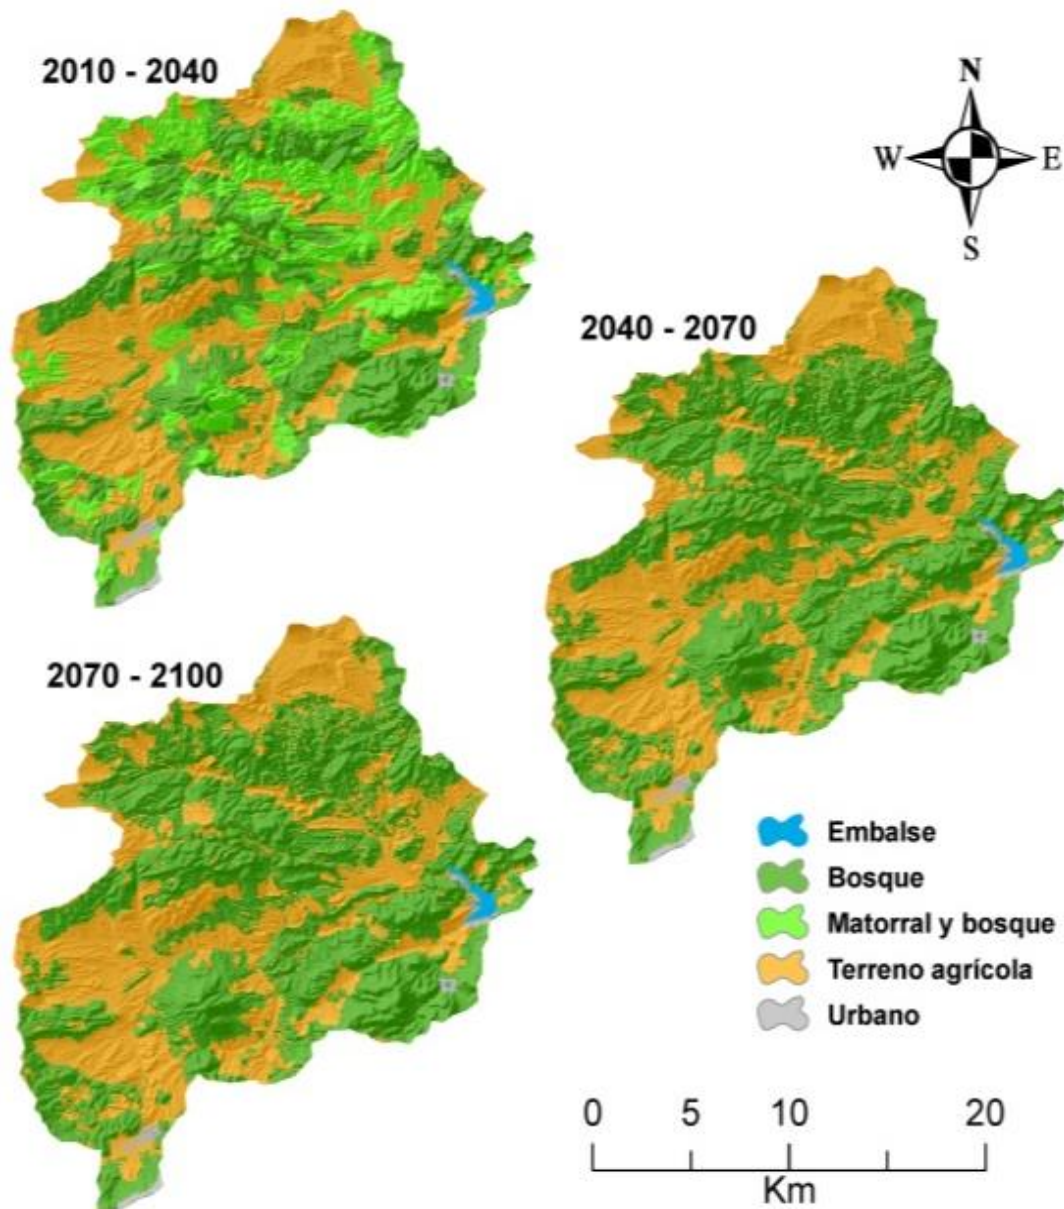 2010 - 2040
N
W E
S
2040 - 2070
2070 - 2100
Embalse
Bosque
Matorral y bosque
Terreno agrícola
Urbano
0 5 10 20
Km